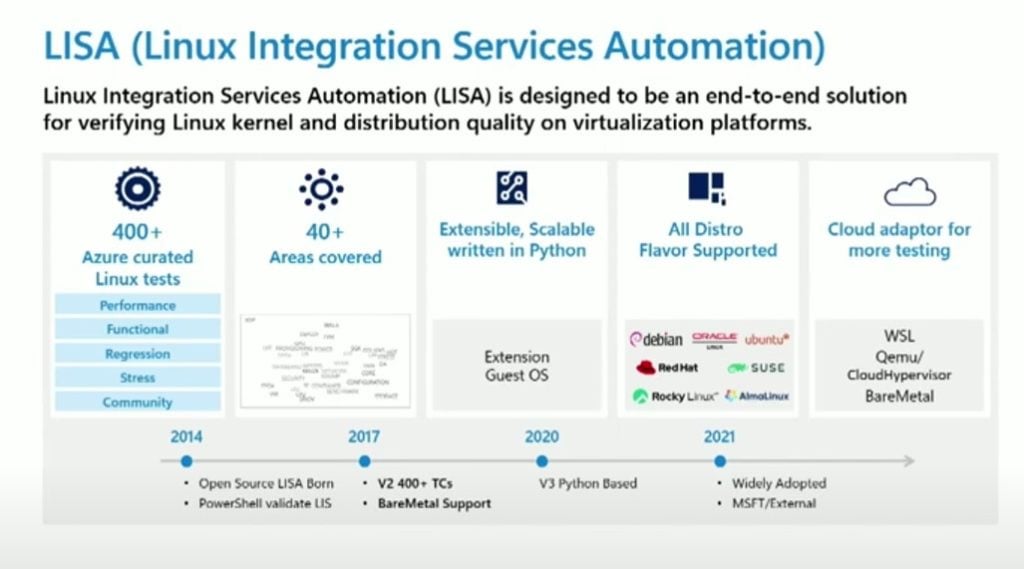 LISA (Linux Integration Services Automation)
Linux Integration Services Automation (LISA) is designed to be an end-to-end solution
for verifying Linux kernel and distribution quality on virtualization platforms.
400+
Azure curated
Linux tests
Performance
Functional
Regression
Stress
Community
40+
Areas covered
CORE
CONFIGURATION
SECURITY
Extensible, Scalable
written in Python
Extension
Guest OS
All Distro
Flavor Supported
debian
ORACLE
LINUX
ubuntu
Red Hat
SUSE
Rocky Linux
AlmaLinux
Cloud adaptor for
more testing
WSL
Qemu/
CloudHypervisor
BareMetal
2014
• Open Source LISA Born
• PowerShell validate LIS
2017
• V2 400+ TCs
• BareMetal Support
2020
V3 Python Based
2021
• Widely Adopted
• MSFT/External